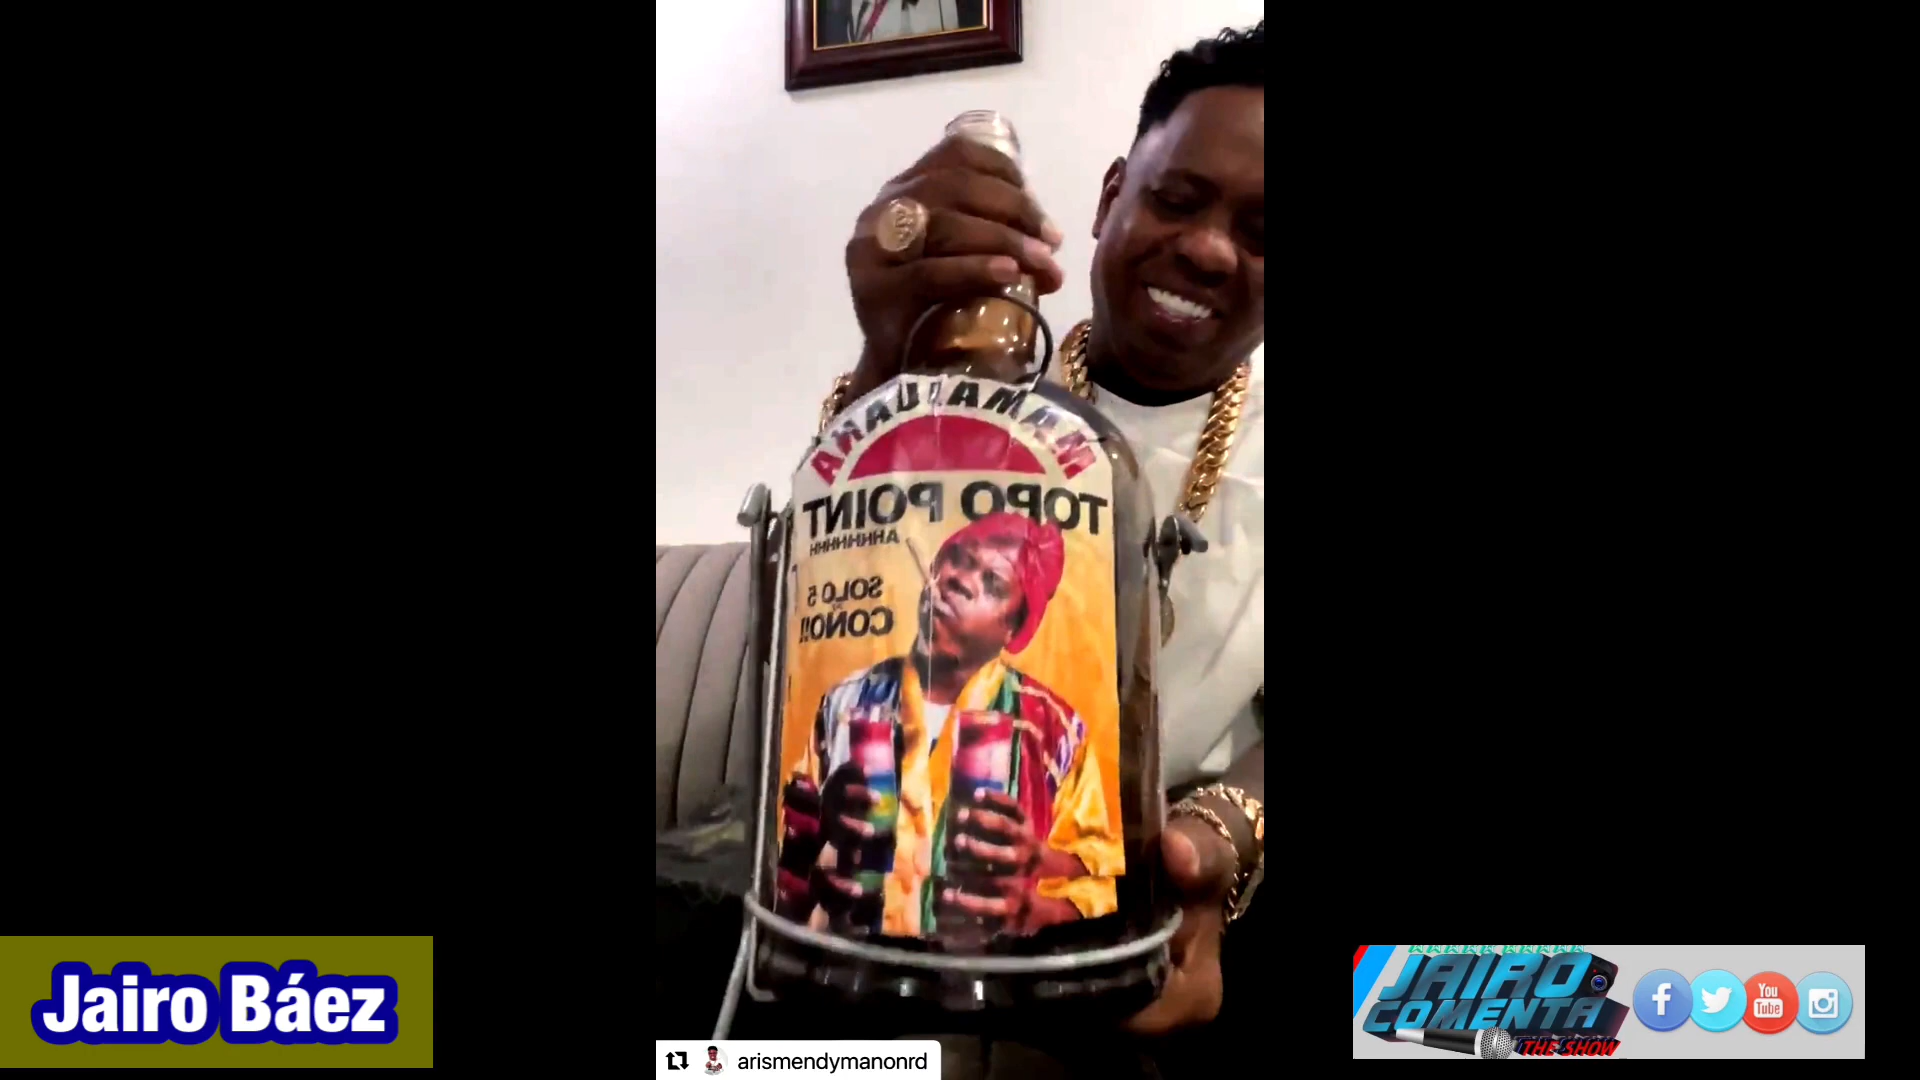 MAMAJUANA
TOPO POINT
AHHHHHHH
SOLO 5
COÑO!!
Jairo Báez
JAIRO
COMENTA
THE SHOW
You
Tube
arismendymanonrd